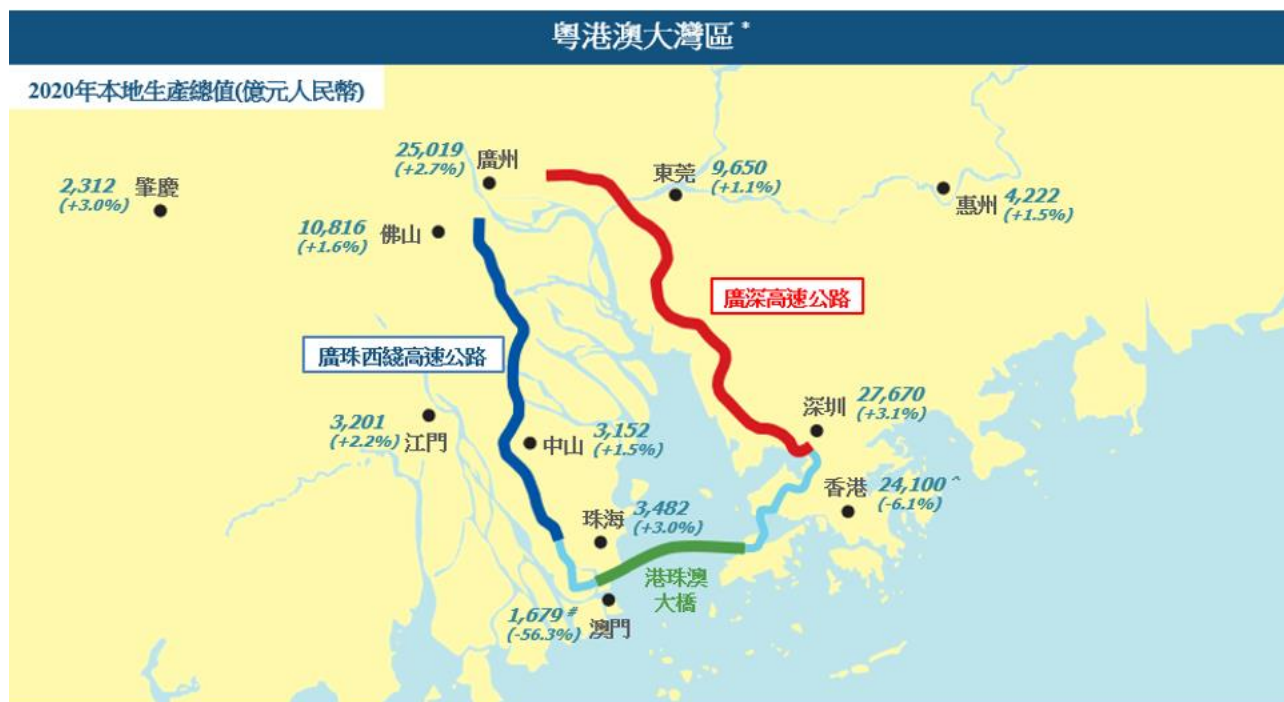 粵港澳大灣區*
2020年本地生產總值(億元人民幣)
25,019
(+2.7%)
廣州
東莞
9,650
(+1.1%)
2,312
(+3.0%)
肇慶
惠州
4,222
(+1.5%)
10,816
(+1.6%)
佛山
廣深高速公路
廣珠西綫高速公路
深圳
27,670
(+3.1%)
3,201
(+2.2%)
江門
中山
3,152
(+1.5%)
香港
24,100^
(-6.1%)
珠海
3,482
(+3.0%)
港珠澳
大橋
1,679#
(-56.3%)
澳門